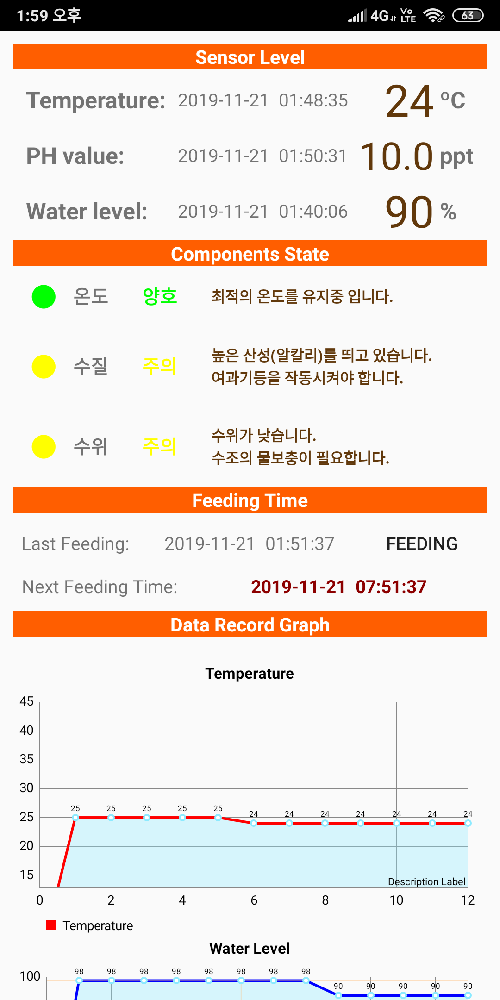 1:59 오후 4G Vo LTE 63
Sensor Level
Temperature: 2019-11-21 01:48:35 24 ºC
PH value: 2019-11-21 01:50:31 10.0 ppt
Water level: 2019-11-21 01:40:06 90 %
Components State
온도 양호 최적의 온도를 유지중 입니다.
수질 주의 높은 산성(알칼리)를 띄고 있습니다.
여과기등을 작동시켜야 합니다.
수위 주의 수위가 낮습니다.
수조의 물보충이 필요합니다.
Feeding Time
Last Feeding: 2019-11-21 01:51:37 FEEDING
Next Feeding Time: 2019-11-21 07:51:37
Data Record Graph
Temperature
45
40
35
30
25 25 25 25 25 24 24 24 24 24 24 24
25
20
15
Description Label
0 2 4 6 8 10 12
Temperature
Water Level
98 98 98 98 98 98 98 98
100
90 90 90 90 90